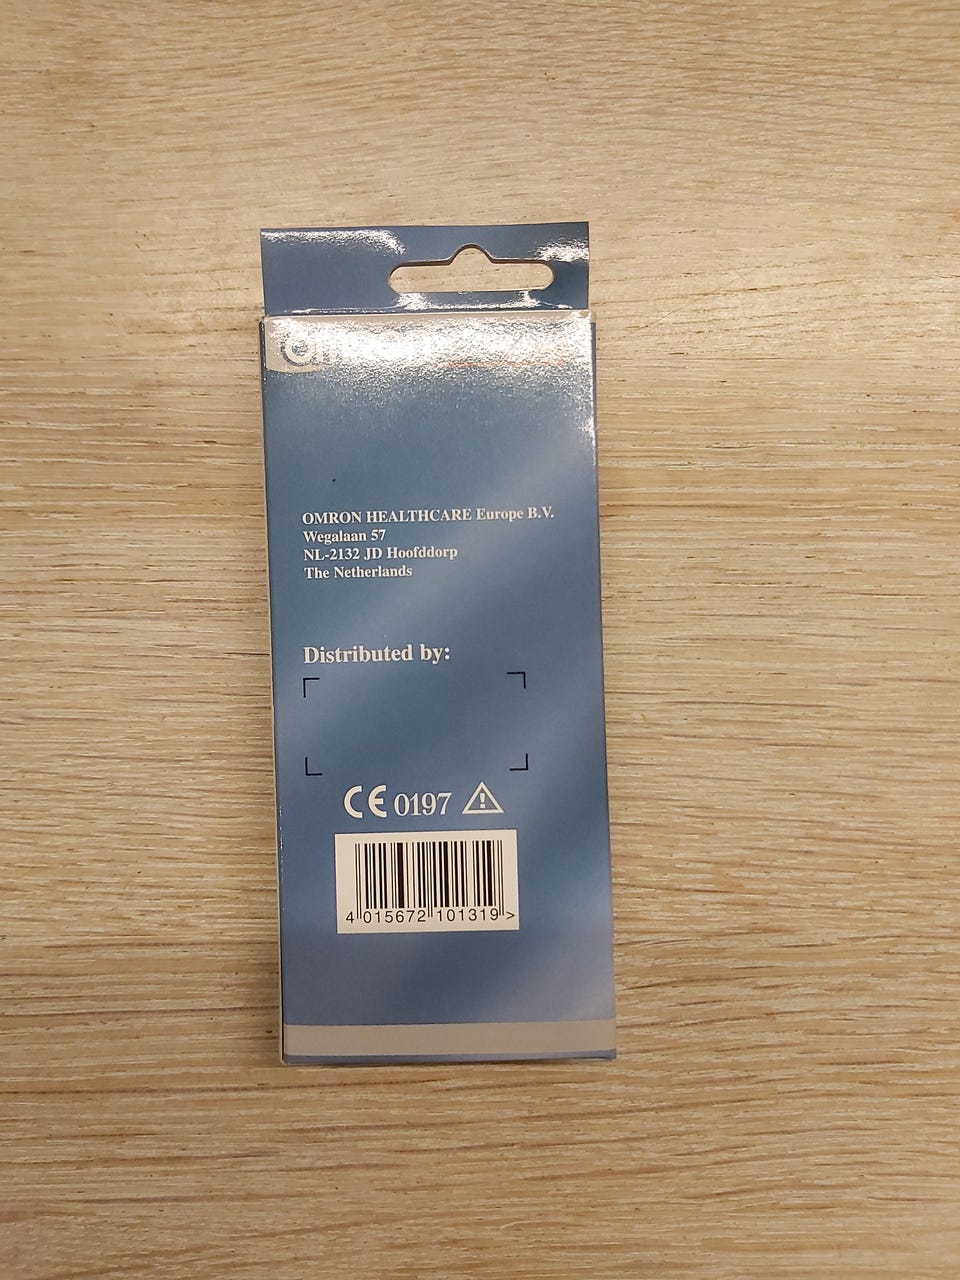 OMRON HEALTHCARE Europe B.V.
Wegalaan 57
NL-2132 JD Hoofddorp
The Netherlands
Distributed by:
CE 0197
4 015672 101319 >